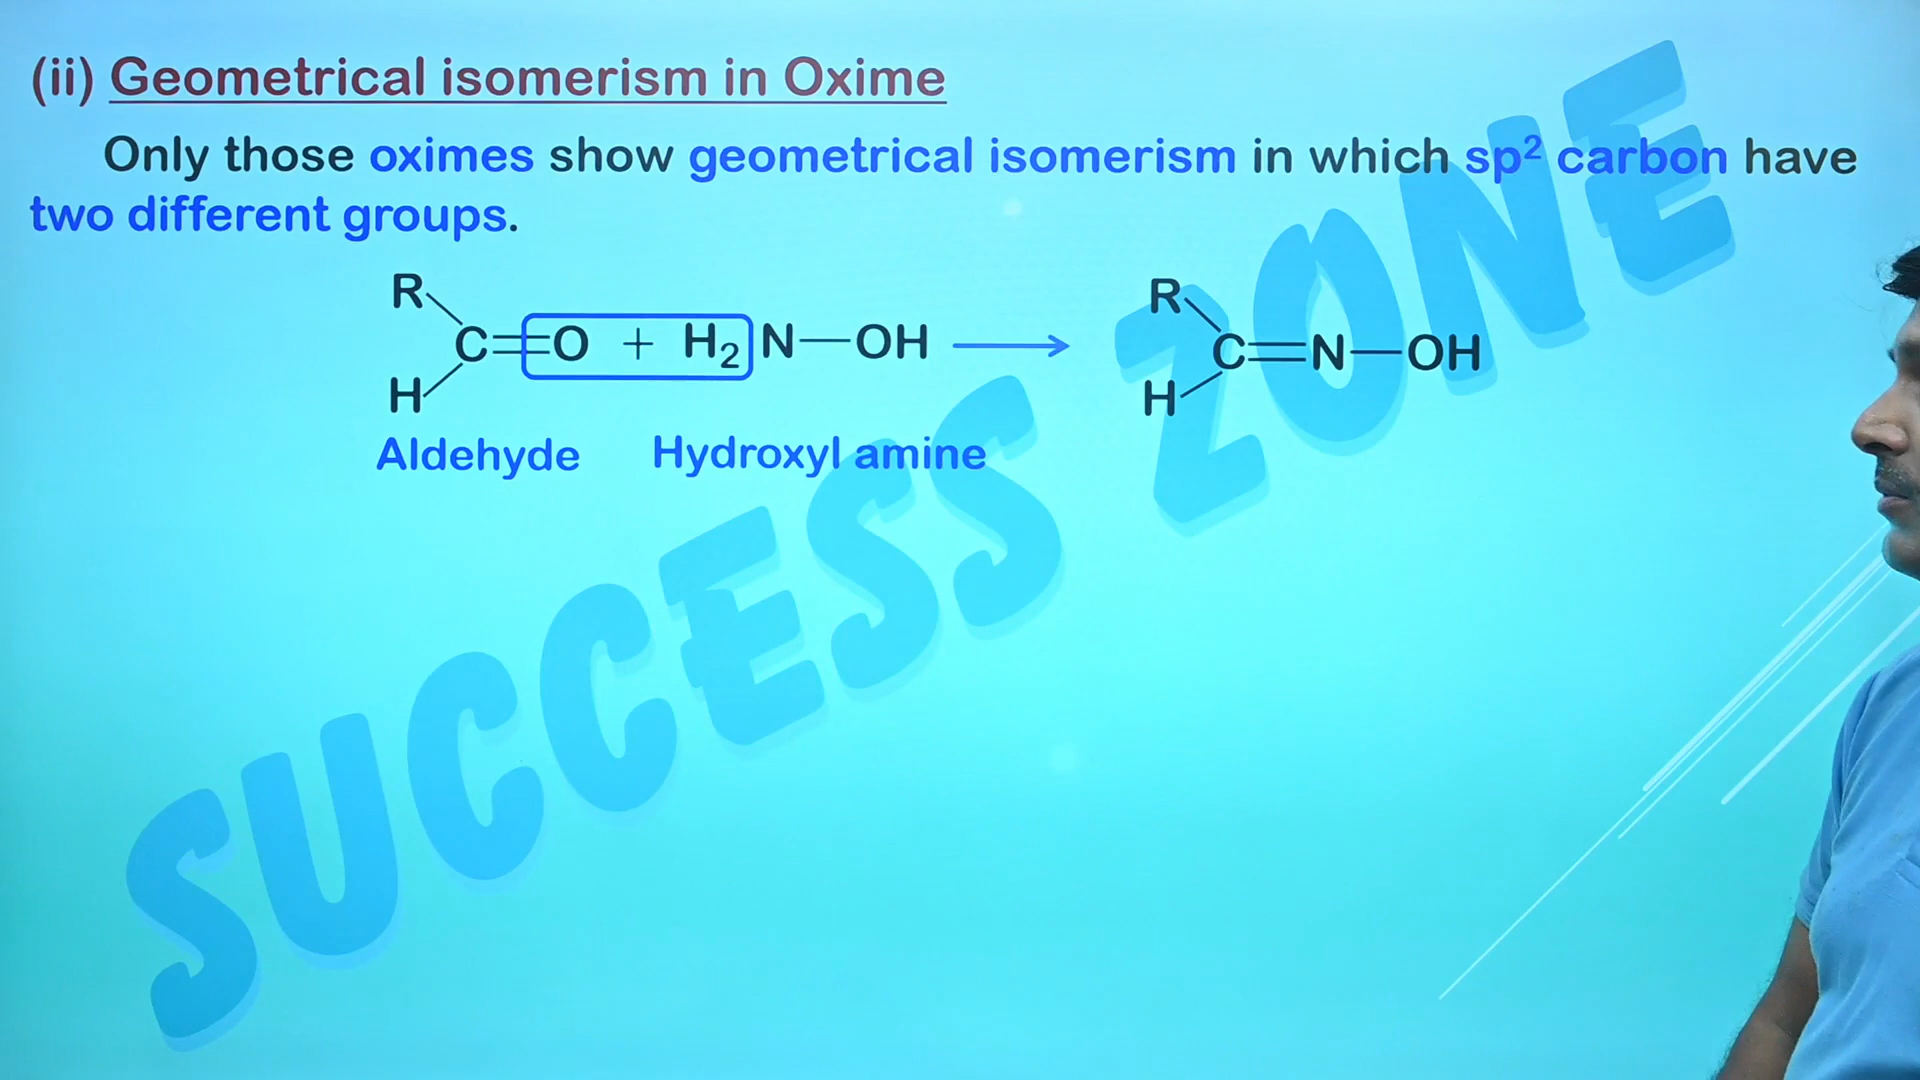 (ii) Geometrical isomerism in Oxime
Only those oximes show geometrical isomerism in which sp² carbon have
two different groups.
R
C=O + H₂N—OH ⟶
H
Aldehyde Hydroxyl amine
R
C=N—OH
H
SUCCESS ZONE